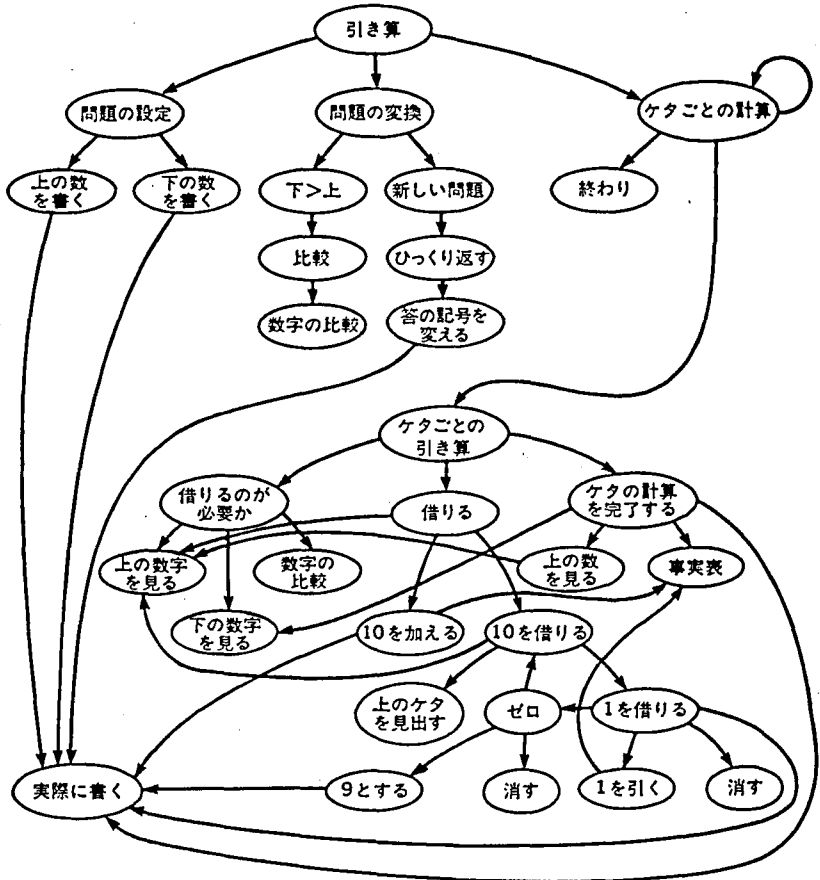 引き算
問題の設定
問題の変換
ケタごとの計算
上の数
を書く
下の数
を書く
下>上
新しい問題
終わり
比較
ひっくり返す
数字の比較
答の記号を
変える
ケタごとの
引き算
借りるのが
必要か
借りる
ケタの計算
を完了する
上の数字
を見る
数字の
比較
上の数
を見る
事実表
下の数字
を見る
10を加える
10を借りる
上のケタ
を見出す
ゼロ
1を借りる
実際に書く
9とする
消す
1を引く
消す